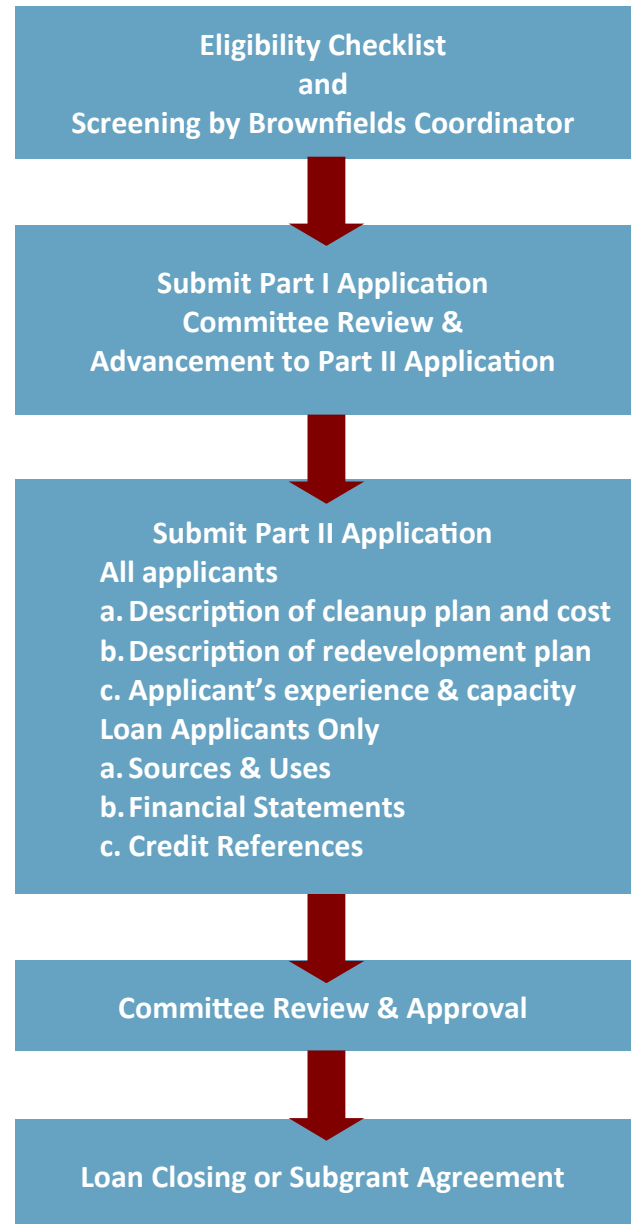 Eligibility Checklist
and
Screening by Brownfields Coordinator
Submit Part I Application
Committee Review &
Advancement to Part II Application
Submit Part II Application
All applicants
a. Description of cleanup plan and cost
b. Description of redevelopment plan
c. Applicant’s experience & capacity
Loan Applicants Only
a. Sources & Uses
b. Financial Statements
c. Credit References
Committee Review & Approval
Loan Closing or Subgrant Agreement